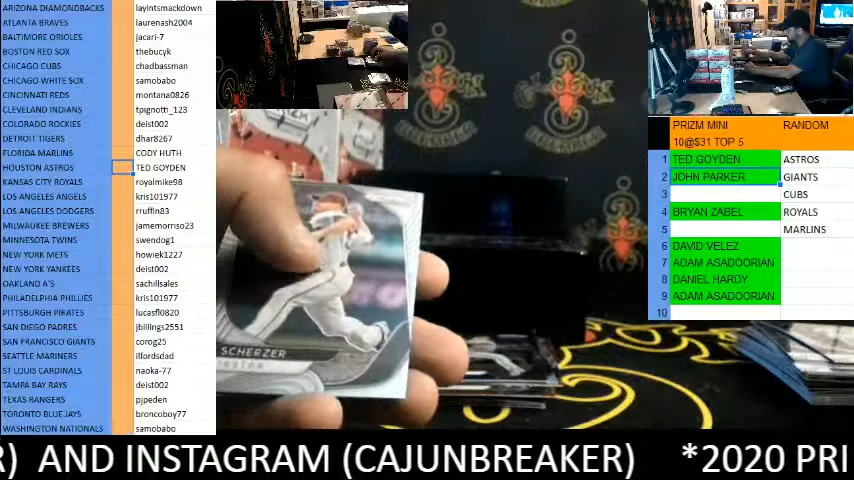 ARIZONA DIAMONDBACKS layintsmackdown
ATLANTA BRAVES laurenash2004
BALTIMORE ORIOLES jacari-7
BOSTON RED SOX thebucyk
CHICAGO CUBS chadbassman
CHICAGO WHITE SOX samobabo
CINCINNATI REDS montana0826
CLEVELAND INDIANS tpignotti_123
COLORADO ROCKIES deist002
DETROIT TIGERS dhar8267
FLORIDA MARLINS CODY HUTH
HOUSTON ASTROS TED GOYDEN
KANSAS CITY ROYALS royalmike98
LOS ANGELES ANGELS kris101977
LOS ANGELES DODGERS rruffin83
MILWAUKEE BREWERS jamemorriso23
MINNESOTA TWINS swendog1
NEW YORK METS howiek1227
NEW YORK YANKEES deist002
OAKLAND A'S sachillsales
PHILADELPHIA PHILLIES kris101977
PITTSBURGH PIRATES lucasfl0820
SAN DIEGO PADRES jbillings2551
SAN FRANCISCO GIANTS corog25
SEATTLE MARINERS ilfordsdad
ST LOUIS CARDINALS naoka-77
TAMPA BAY RAYS deist002
TEXAS RANGERS pjpeden
TORONTO BLUE JAYS broncoboy77
WASHINGTON NATIONALS samobabo
SCHERZER
PRIZM MINI RANDOM
10@$31 TOP 5
1 TED GOYDEN ASTROS
2 JOHN PARKER GIANTS
3 CUBS
4 BRYAN ZABEL ROYALS
5 MARLINS
6 DAVID VELEZ
7 ADAM ASADOORIAN
8 DANIEL HARDY
9 ADAM ASADOORIAN
10
R) AND INSTAGRAM (CAJUNBREAKER) *2020 PRI